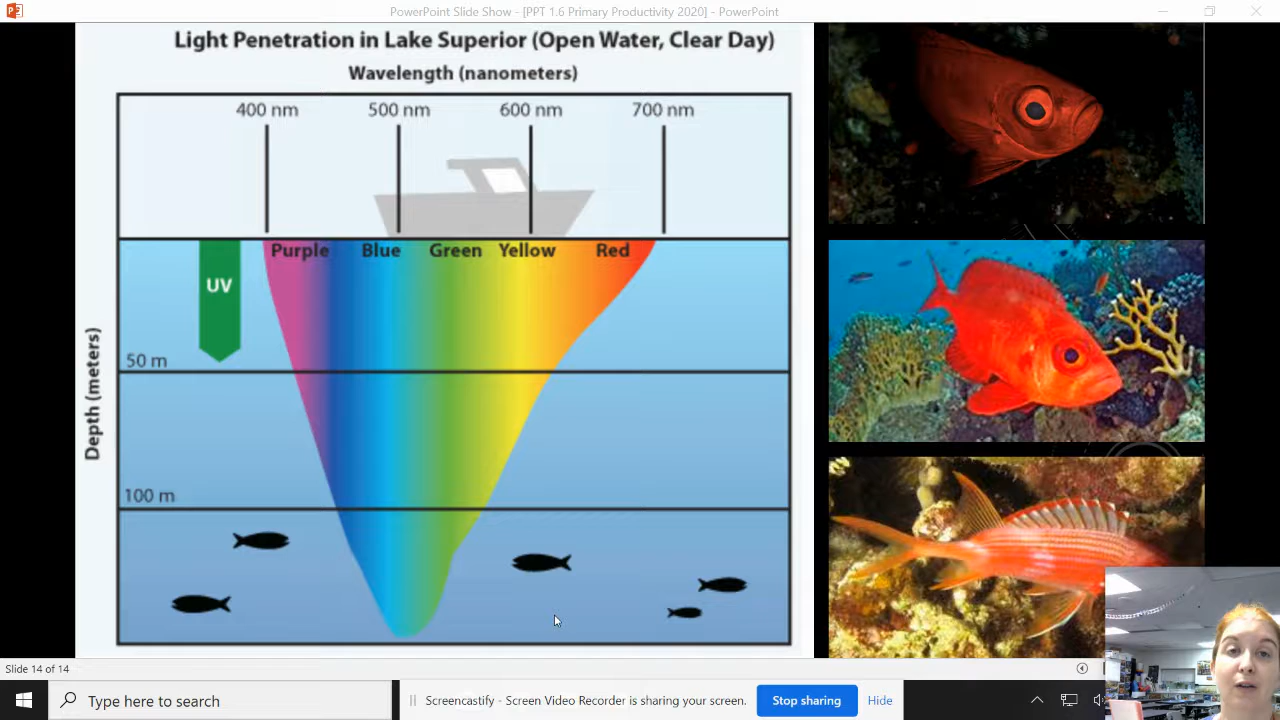 PowerPoint Slide Show - [PPT 1.6 Primary Productivity 2020] - PowerPoint
Light Penetration in Lake Superior (Open Water, Clear Day)
Wavelength (nanometers)
400 nm 500 nm 600 nm 700 nm
Purple Blue Green Yellow Red
UV
50 m
Depth (meters)
100 m
Slide 14 of 14
Type here to search
Screencast reen Video Recorder is sharing your screen.
Stop sharing
Hide